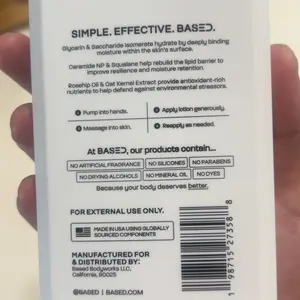 SIMPLE. EFFECTIVE. BASED.
Glycerin & Saccharide Isomerate hydrate by deeply binding
moisture within the skin's surface.
Ceramide NP & Squalane help rebuild the lipid barrier to
improve resilience and moisture retention.
Rosehip Oil & Oat Kernel Extract provide antioxidant-rich
nutrients to help defend against environmental stressors.
Pump into hands.
Apply lotion generously.
Massage into skin.
Reapply as needed.
At BASED, our products contain...
NO ARTIFICIAL FRAGRANCE NO SILICONES NO PARABENS
NO DRYING ALCOHOLS NO MINERAL OIL NO DYES
Because your body deserves better.
FOR EXTERNAL USE ONLY.
MADE IN USA USING GLOBALLY
SOURCED COMPONENTS
MANUFACTURED FOR
& DISTRIBUTED BY:
Based Bodyworks LLC,
California, 90025
@BASED | BASED.COM